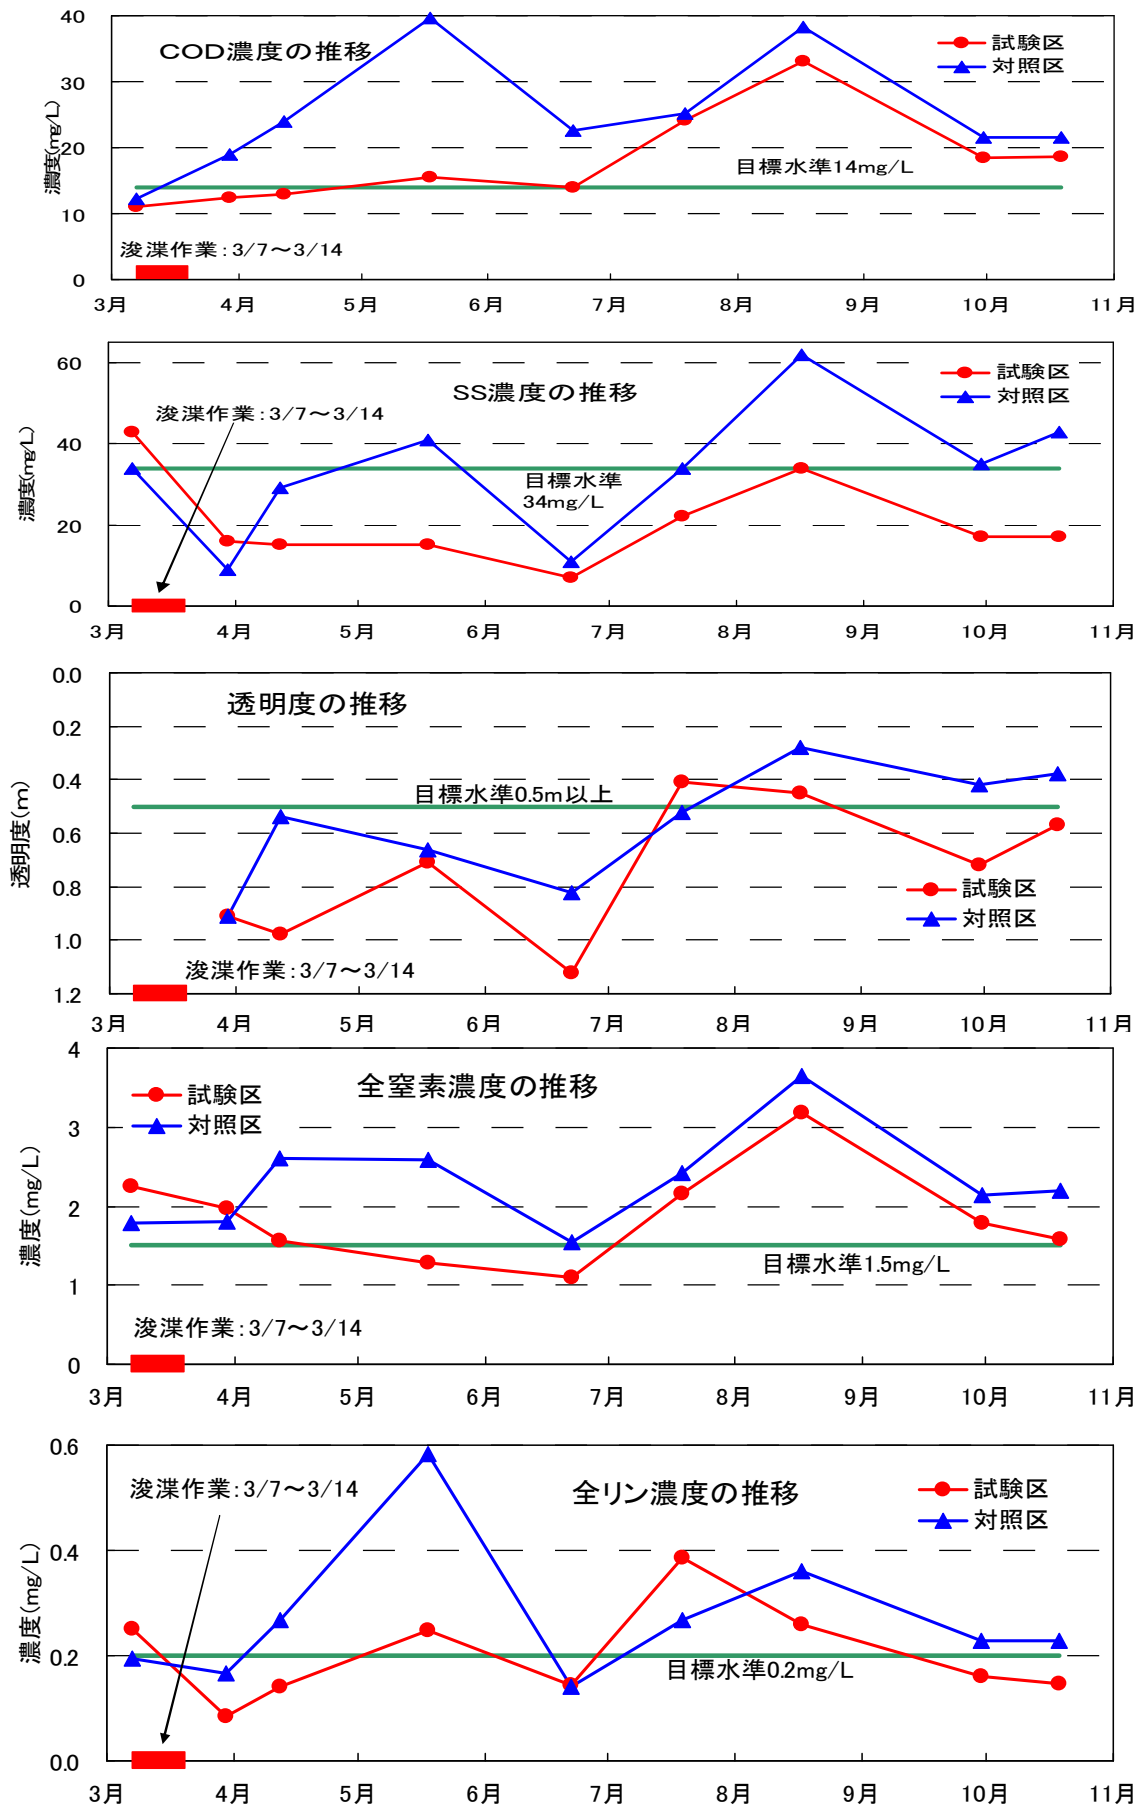 COD濃度の推移
試験区
対照区
濃度(mg/L)
40
30
20
10
0
目標水準14mg/L
浚渫作業:3/7～3/14
3月 4月 5月 6月 7月 8月 9月 10月 11月
SS濃度の推移
試験区
対照区
浚渫作業:3/7～3/14
濃度(mg/L)
60
40
20
0
目標水準
34mg/L
3月 4月 5月 6月 7月 8月 9月 10月 11月
透明度の推移
透明度(m)
0.0
0.2
0.4
0.6
0.8
1.0
1.2
目標水準0.5m以上
試験区
対照区
浚渫作業:3/7～3/14
3月 4月 5月 6月 7月 8月 9月 10月 11月
全窒素濃度の推移
試験区
対照区
濃度(mg/L)
4
3
2
1
0
目標水準1.5mg/L
浚渫作業:3/7～3/14
3月 4月 5月 6月 7月 8月 9月 10月 11月
浚渫作業:3/7～3/14
全リン濃度の推移
試験区
対照区
濃度(mg/L)
0.6
0.4
0.2
0.0
目標水準0.2mg/L
3月 4月 5月 6月 7月 8月 9月 10月 11月